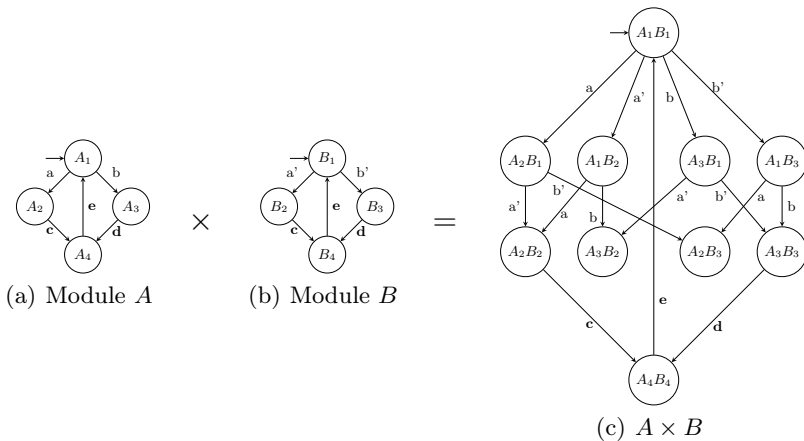 A₁B₁
a a' b b'
A₁ B₁
a b a' b'
A₂ e A₃ × B₂ e B₃ =
c d c d
A₄ B₄
(a) Module A (b) Module B
A₂B₁ A₁B₂ A₃B₁ A₁B₃
a' b' a b a' b' a b
A₂B₂ A₃B₂ A₂B₃ A₃B₃
c e d
A₄B₄
(c) A × B